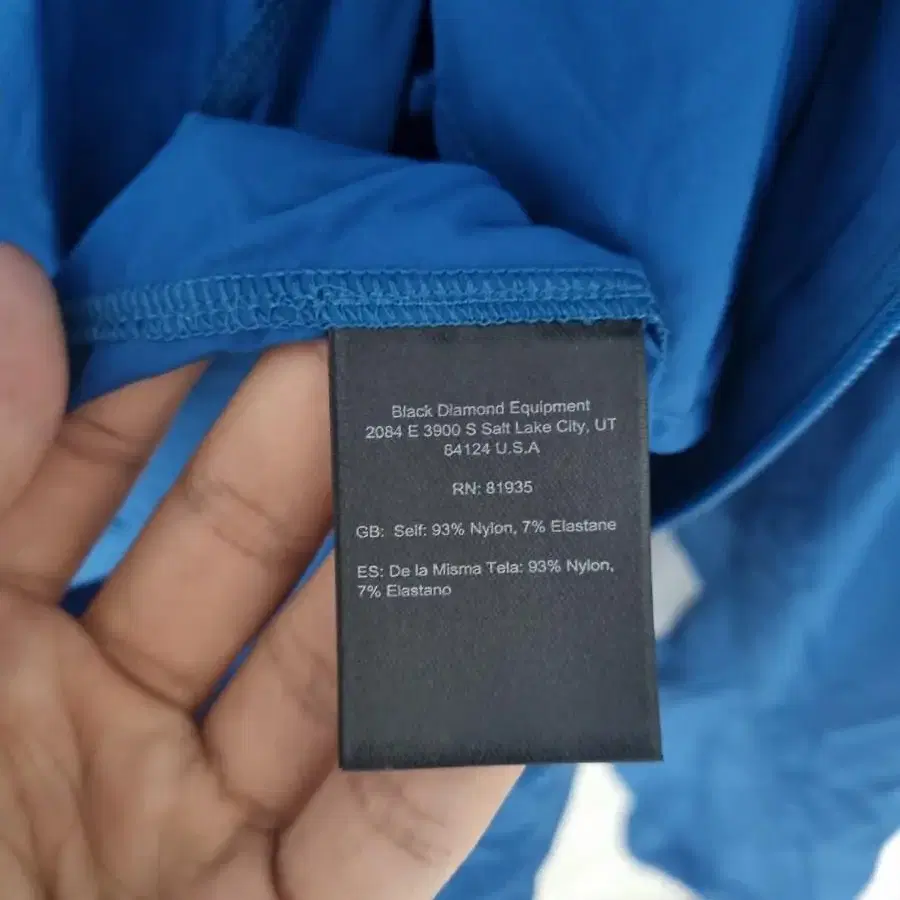 Black Diamond Equipment
2084 E 3900 S Salt Lake City, UT
84124 U.S.A
RN: 81935
GB: Self: 93% Nylon, 7% Elastane
ES: De la Misma Tela: 93% Nylon,
7% Elastano